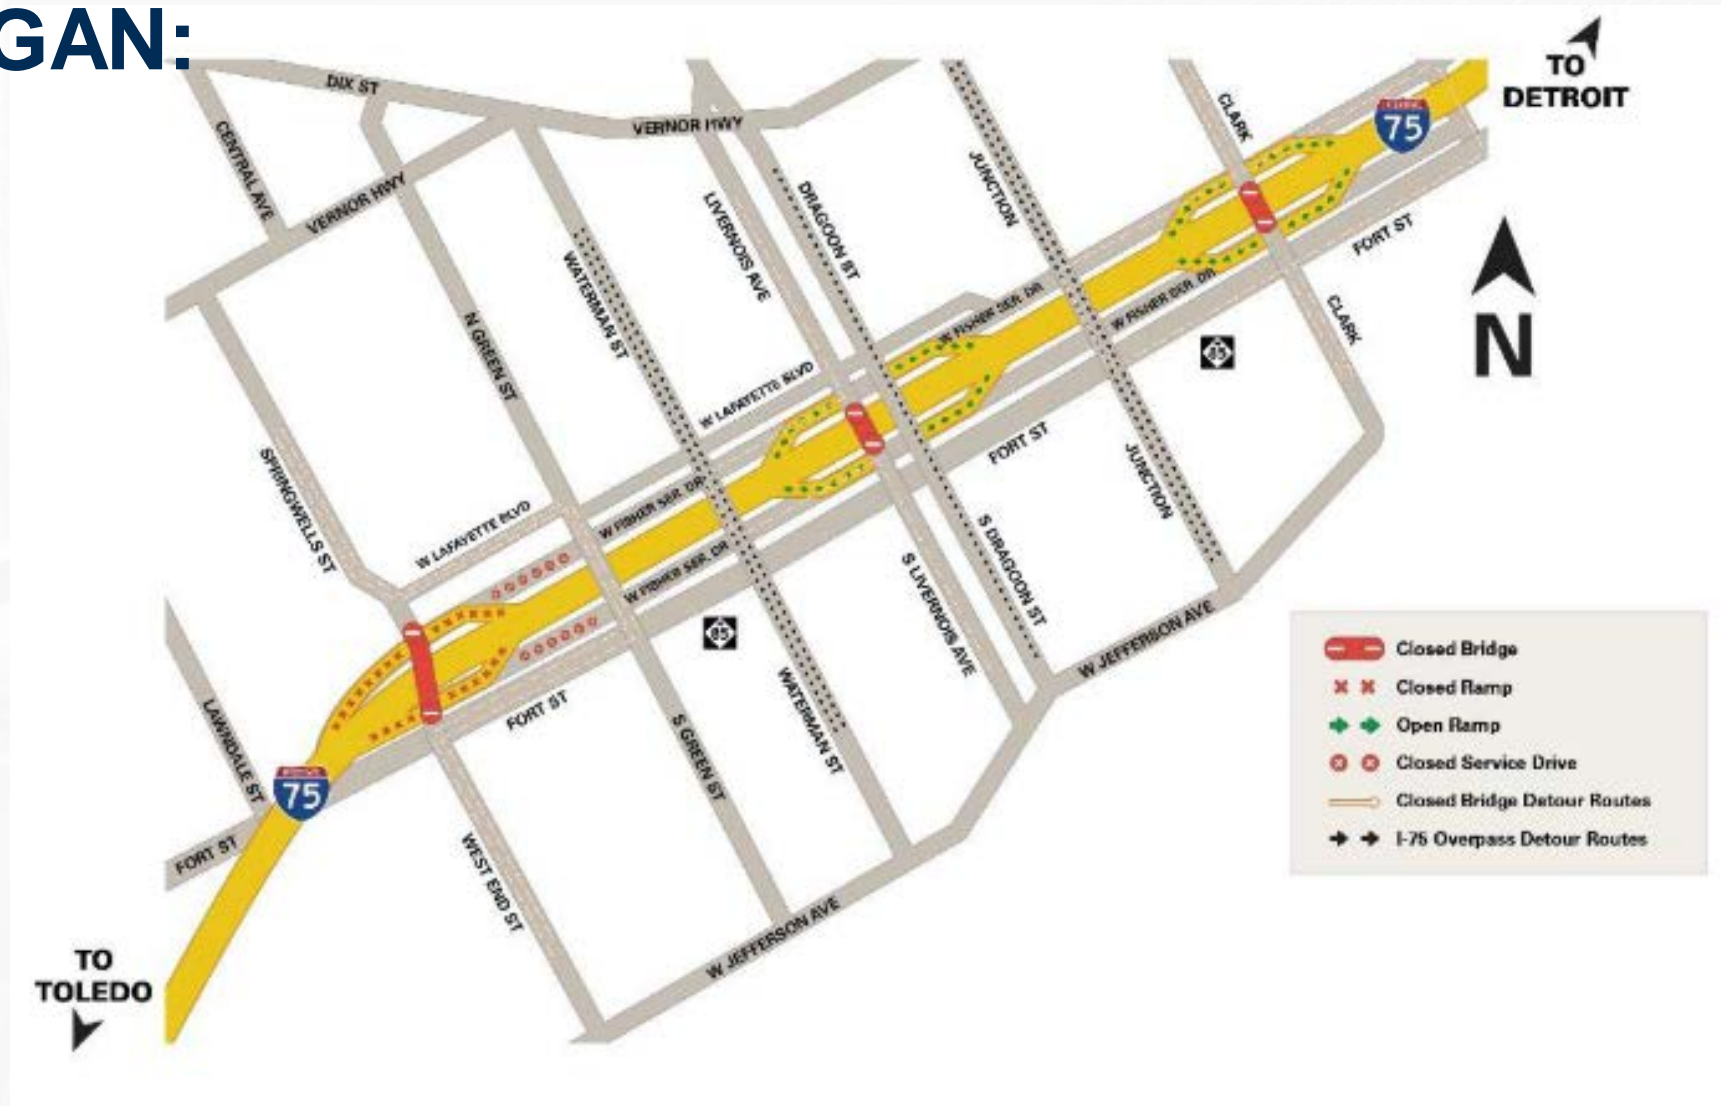 GAN:
TO
DETROIT
75
DIX ST
VERNOR HWY
CENTRAL AVE
VERNOR HWY
CLARK
JUNCTION
DRAGOON ST
LIVERNOIS AVE
WATERMAN ST
N GREEN ST
FORT ST
W FISHER SER. DR
W FISHER SER. DR
CLARK
N
85
W LAFAYETTE BLVD
FORT ST
JUNCTION
SPRINGWELLS ST
W LAFAYETTE BLVD
W FISHER SER. DR
W FISHER SER. DR
S DRAGOON ST
S LIVERNOIS AVE
85
W JEFFERSON AVE
FORT ST
WATERMAN ST
S GREEN ST
LAWNDALE ST
75
FORT ST
WEST END ST
W JEFFERSON AVE
TO
TOLEDO
Closed Bridge
Closed Ramp
Open Ramp
Closed Service Drive
Closed Bridge Detour Routes
I-75 Overpass Detour Routes